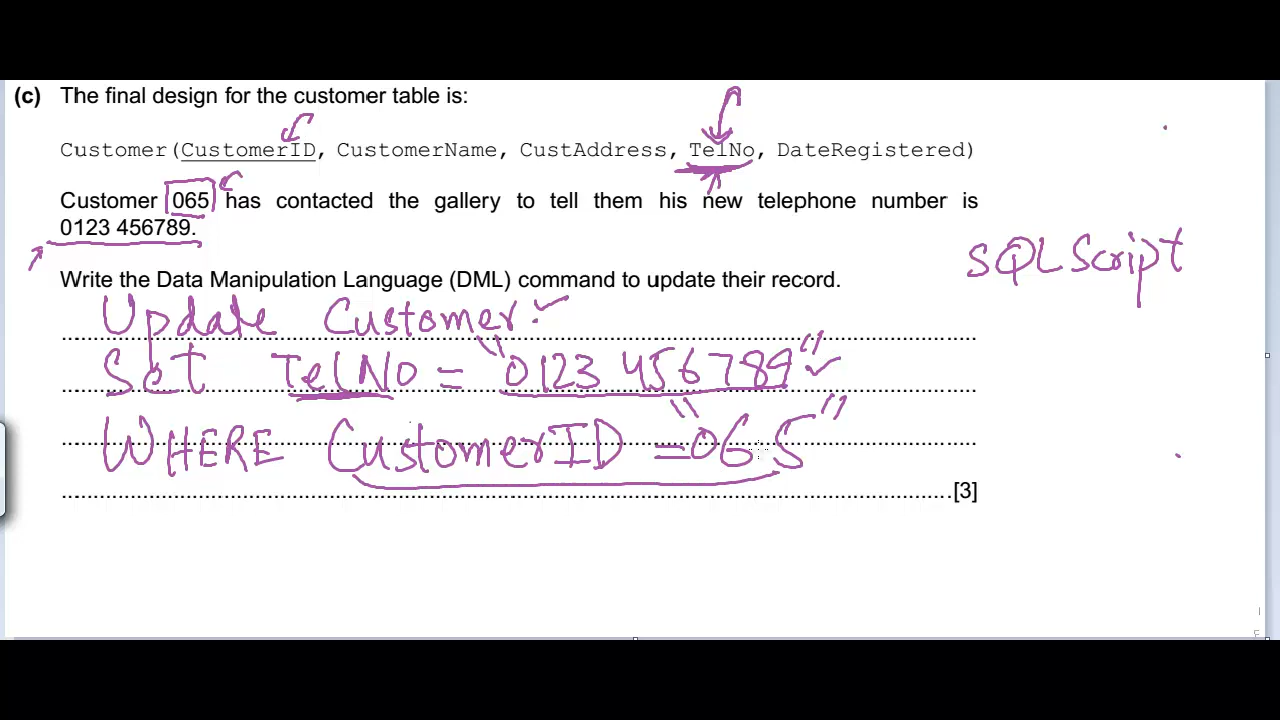 (c) The final design for the customer table is:
Customer(CustomerID, CustomerName, CustAddress, TelNo, DateRegistered)
Customer 065 has contacted the gallery to tell them his new telephone number is
0123 456789.
SQL Script
Write the Data Manipulation Language (DML) command to update their record.
Update Customer
Set TelNo = "0123 456789"
WHERE CustomerID = "065"
[3]